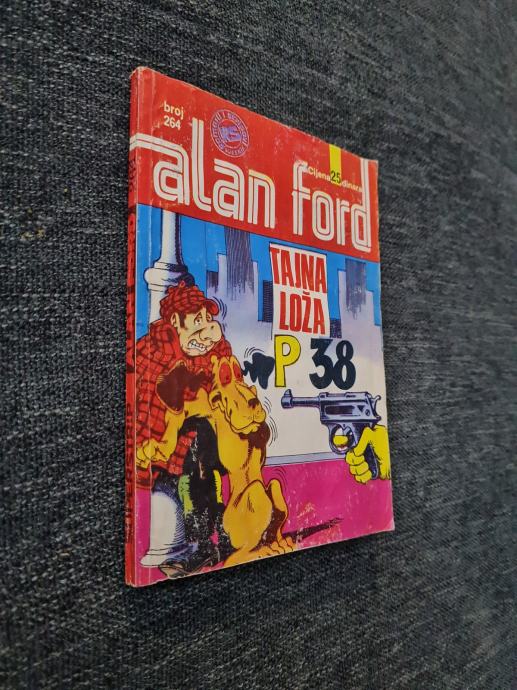 broj
264
Cijena 25 dinara
alan ford
TAJNA
LOŽA
P 38